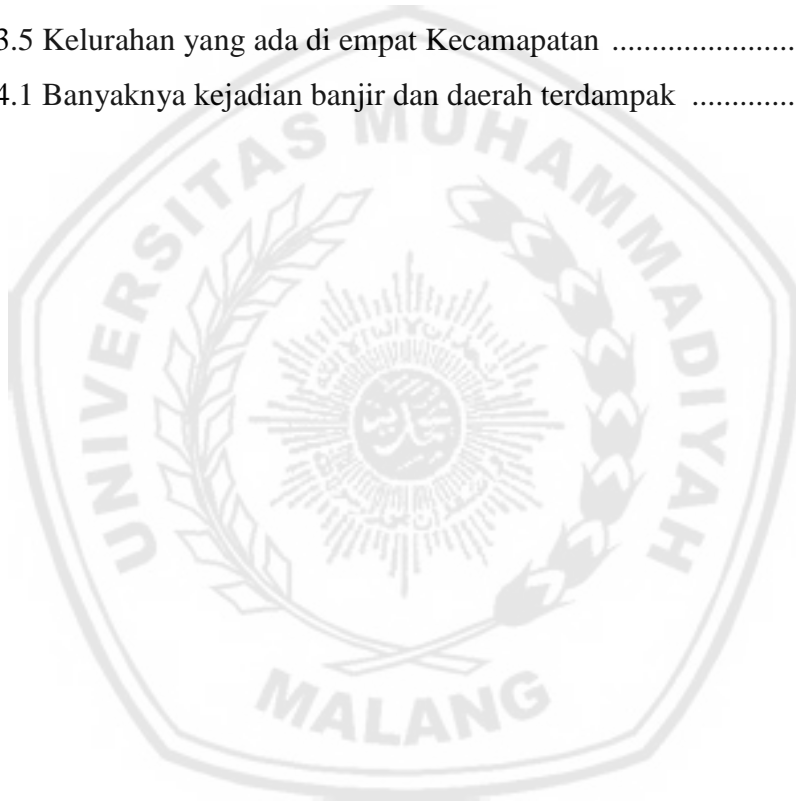 3.5 Kelurahan yang ada di empat Kecamapatan .......................
4.1 Banyaknya kejadian banjir dan daerah terdampak .............
UNIVERSITAS MUHAMMADIYAH
MALANG